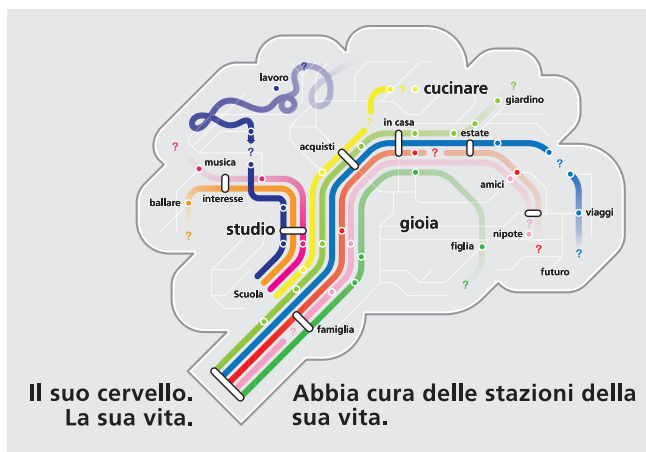 ?
lavoro
?
cucinare
?
giardino
in casa
estate
acquisti
?
?
?
?
musica
amici
ballare
interesse
studio
gioia
viaggi
nipote
?
?
figlia
?
?
futuro
?
Scuola
famiglia
?
Il suo cervello.
La sua vita.
Abbia cura delle stazioni della
sua vita.